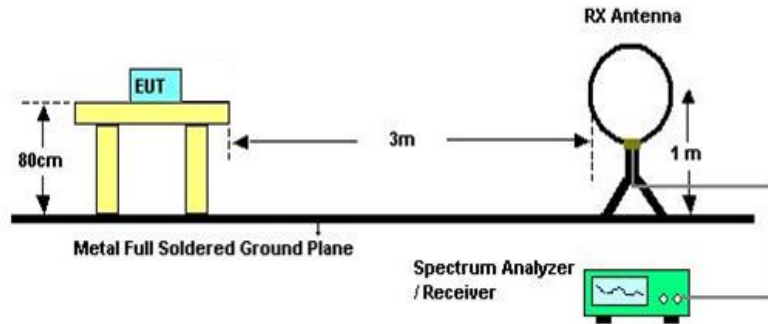 RX Antenna
EUT
3m
80cm
1 m
Metal Full Soldered Ground Plane
Spectrum Analyzer
/ Receiver